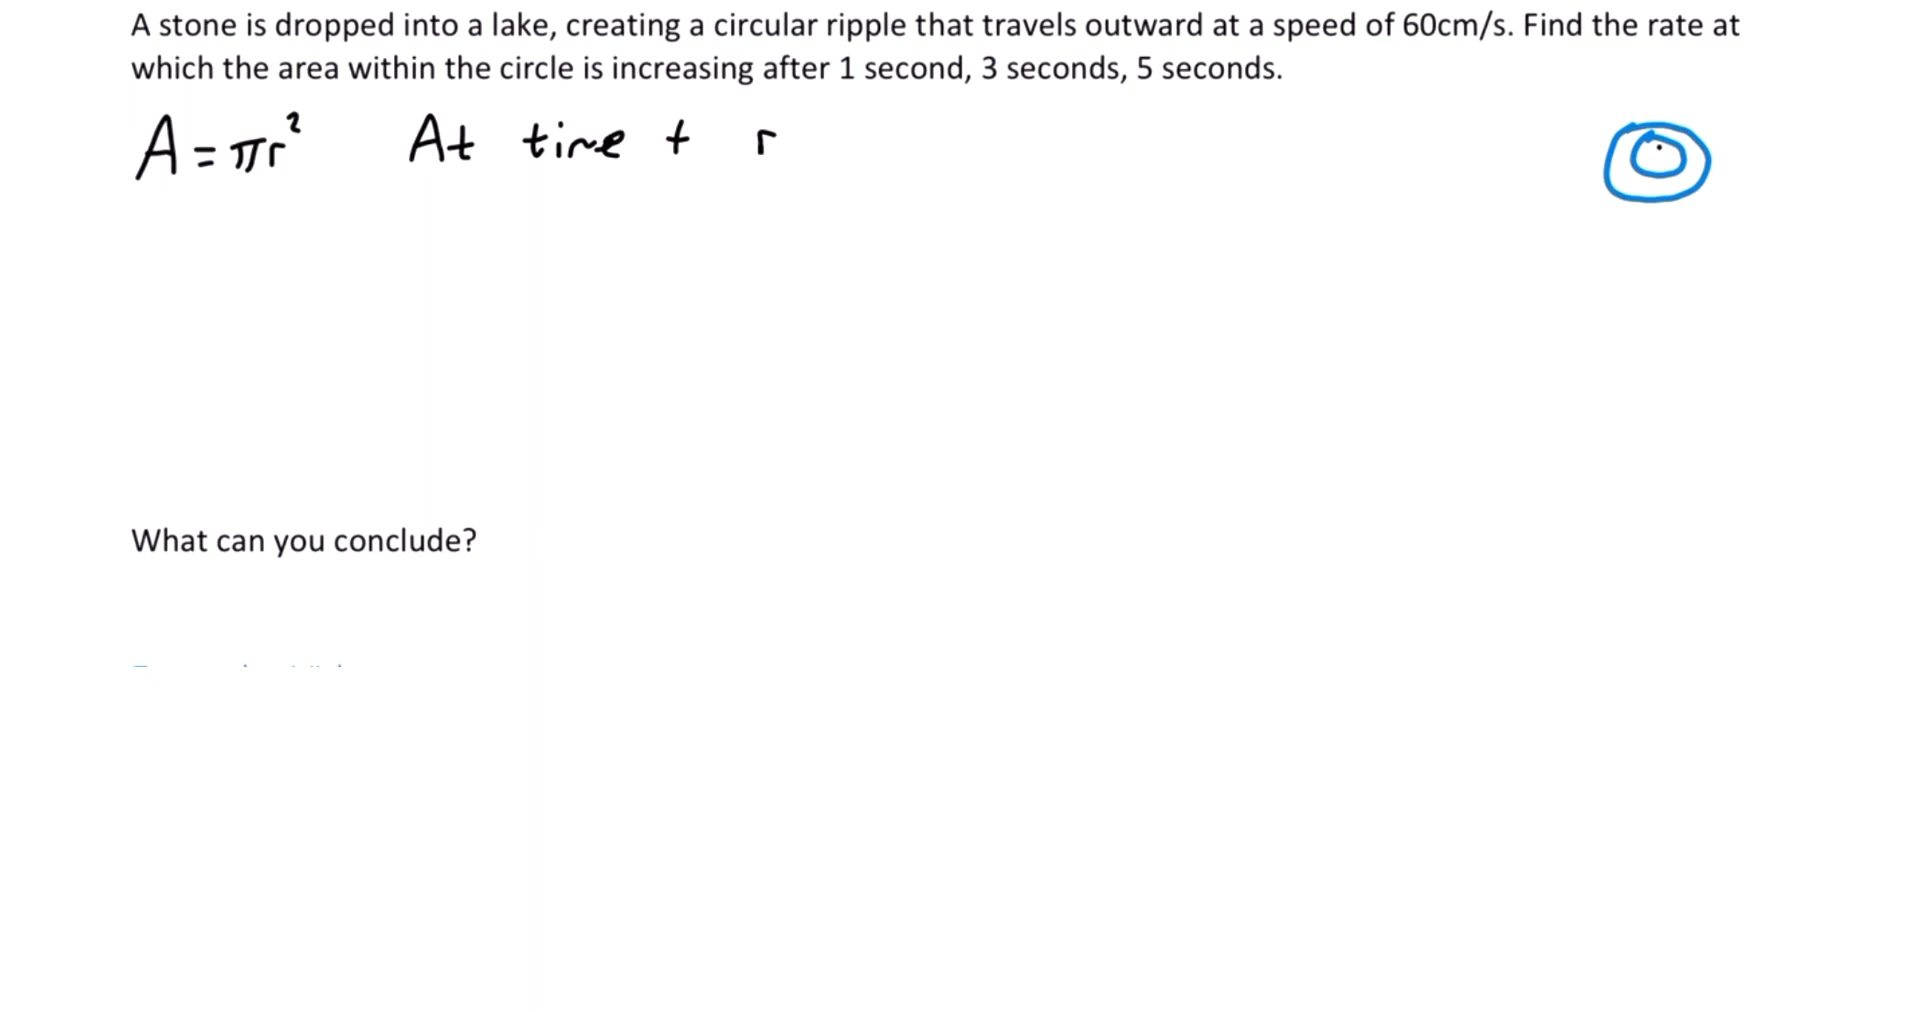 A stone is dropped into a lake, creating a circular ripple that travels outward at a speed of 60cm/s. Find the rate at
which the area within the circle is increasing after 1 second, 3 seconds, 5 seconds.
A = πr² At time t r
What can you conclude?